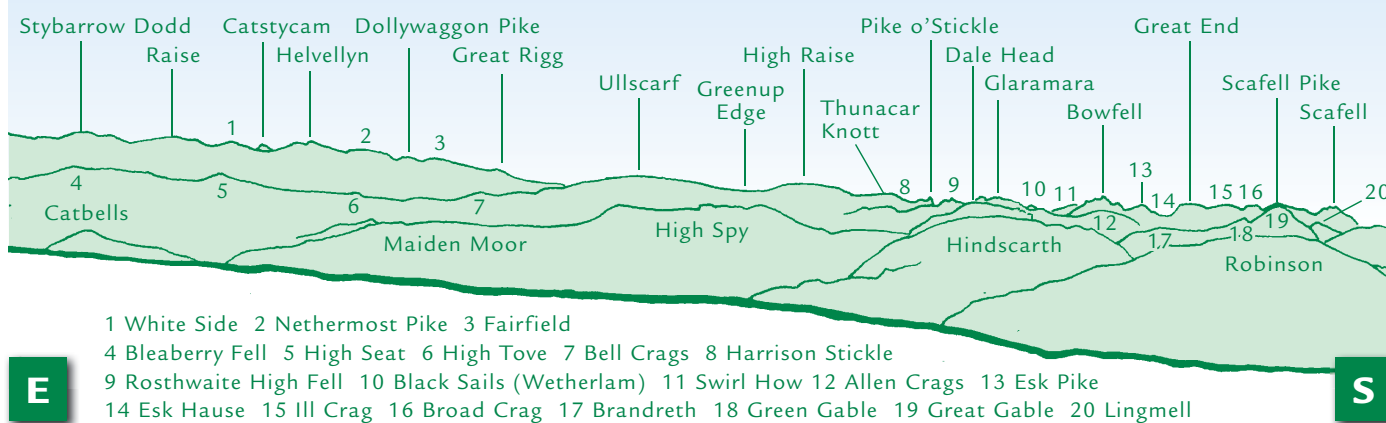 Stybarrow Dodd Catstycam Dollywaggon Pike Pike o'Stickle Great End
Raise Helvellyn Great Rigg High Raise Dale Head
Ullscarf Greenup Edge Thunacar Knott Glaramara Bowfell Scafell Pike Scafell
1 2 3 13
4 5 6 7 8 9 10 11 12 14 15 16 17 18 19 20
Catbells Maiden Moor High Spy Hindscarth Robinson
1 White Side 2 Nethermost Pike 3 Fairfield
4 Bleaberry Fell 5 High Seat 6 High Tove 7 Bell Crags 8 Harrison Stickle
9 Rosthwaite High Fell 10 Black Sails (Wetherlam) 11 Swirl How 12 Allen Crags 13 Esk Pike
14 Esk Hause 15 Ill Crag 16 Broad Crag 17 Brandreth 18 Green Gable 19 Great Gable 20 Lingmell
E
S